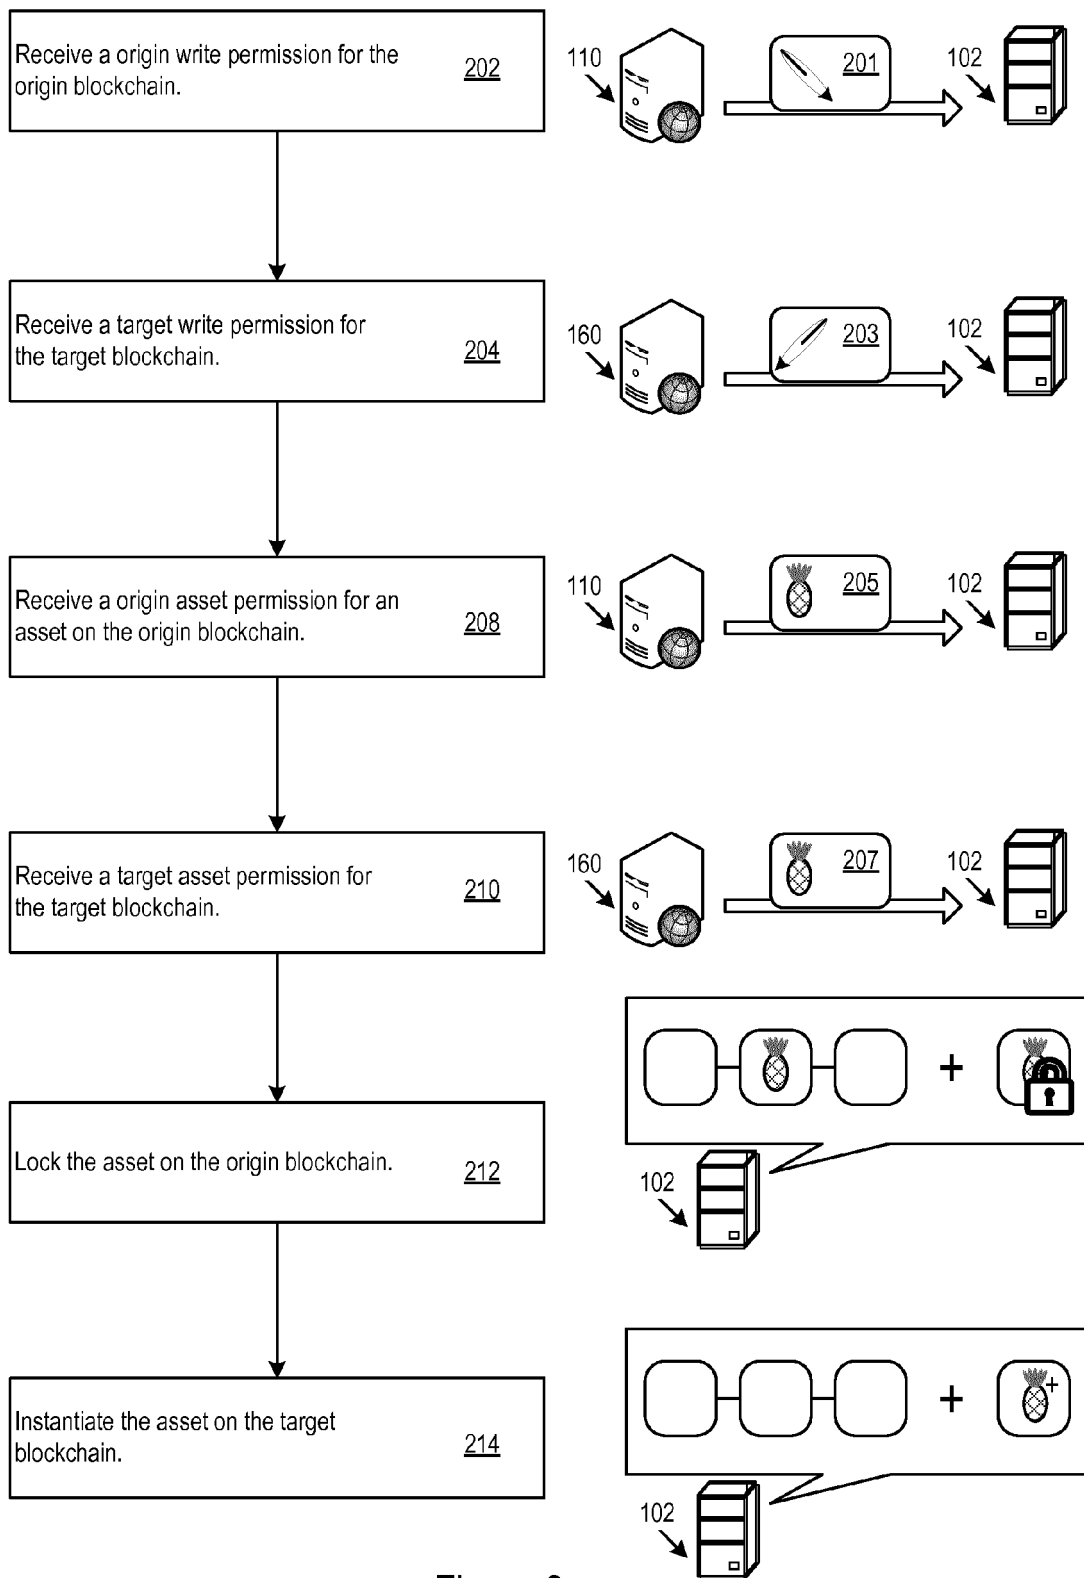 Receive a origin write permission for the
origin blockchain.
202
110
201
102
Receive a target write permission for
the target blockchain.
204
160
203
102
Receive a origin asset permission for an
asset on the origin blockchain.
208
110
205
102
Receive a target asset permission for
the target blockchain.
210
160
207
102
+
Lock the asset on the origin blockchain.
212
102
+
+
Instantiate the asset on the target
blockchain.
214
102